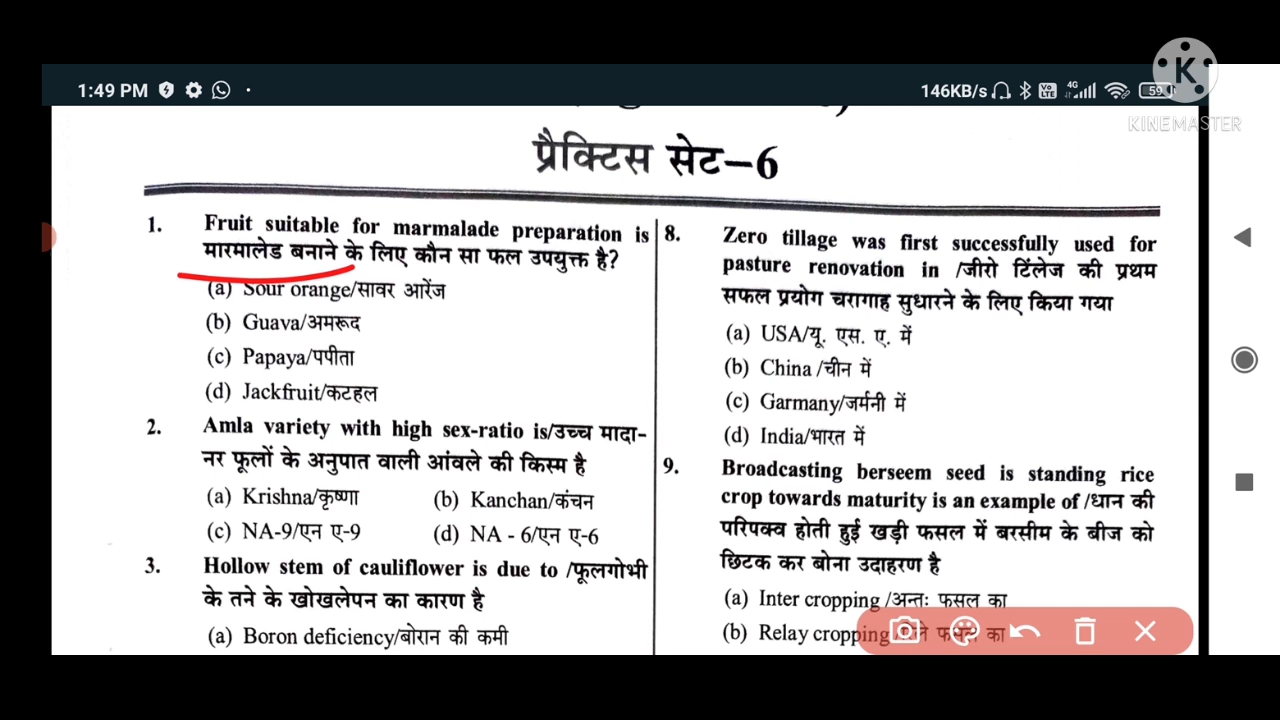 1:49 PM
146KB/s
4G
59
KINEMASTER
प्रैक्टिस सेट–6
1. Fruit suitable for marmalade preparation is
मारमालेड बनाने के लिए कौन सा फल उपयुक्त है?
(a) Sour orange/सावर आरेंज
(b) Guava/अमरूद
(c) Papaya/पपीता
(d) Jackfruit/कटहल
2. Amla variety with high sex-ratio is/उच्च मादा-
नर फूलों के अनुपात वाली आंवले की किस्म है
(a) Krishna/कृष्णा (b) Kanchan/कंचन
(c) NA-9/एन ए-9 (d) NA - 6/एन ए-6
3. Hollow stem of cauliflower is due to /फूलगोभी
के तने के खोखलेपन का कारण है
(a) Boron deficiency/बोरान की कमी
8. Zero tillage was first successfully used for
pasture renovation in /जीरो टिंलेज की प्रथम
सफल प्रयोग चरागाह सुधारने के लिए किया गया
(a) USA/यू. एस. ए. में
(b) China /चीन में
(c) Garmany/जर्मनी में
(d) India/भारत में
9. Broadcasting berseem seed is standing rice
crop towards maturity is an example of /धान की
परिपक्व होती हुई खड़ी फसल में बरसीम के बीज को
छिटक कर बोना उदाहरण है
(a) Inter cropping /अन्तः फसल का
(b) Relay cropping फसल का